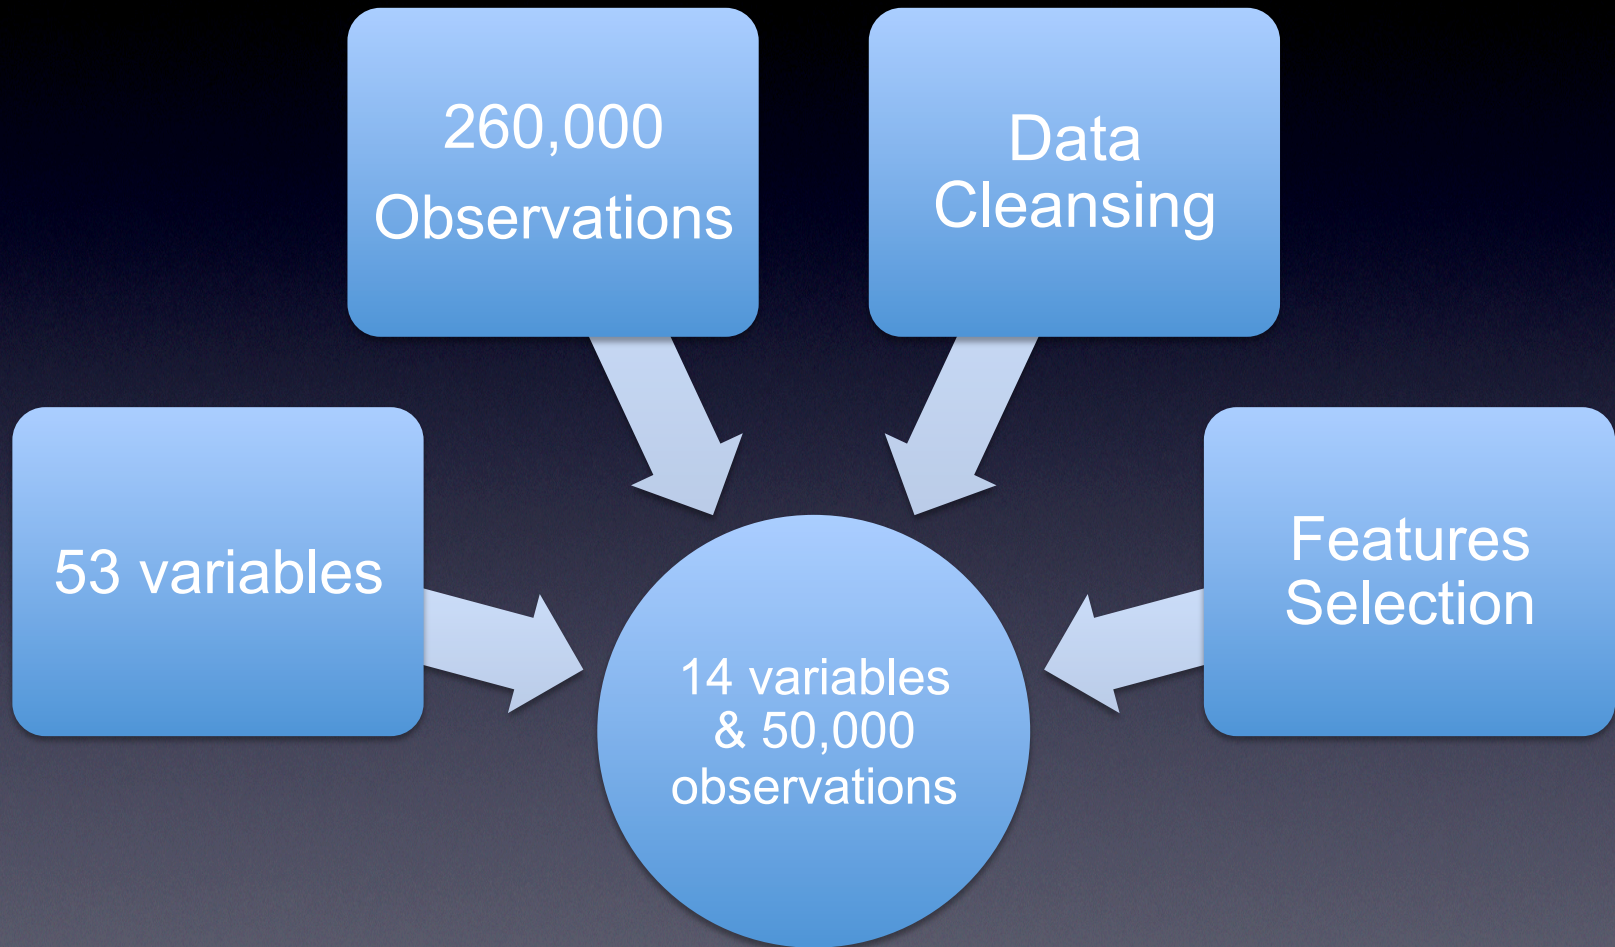 260,000
Observations
Data
Cleansing
53 variables
Features
Selection
14 variables
& 50,000
observations